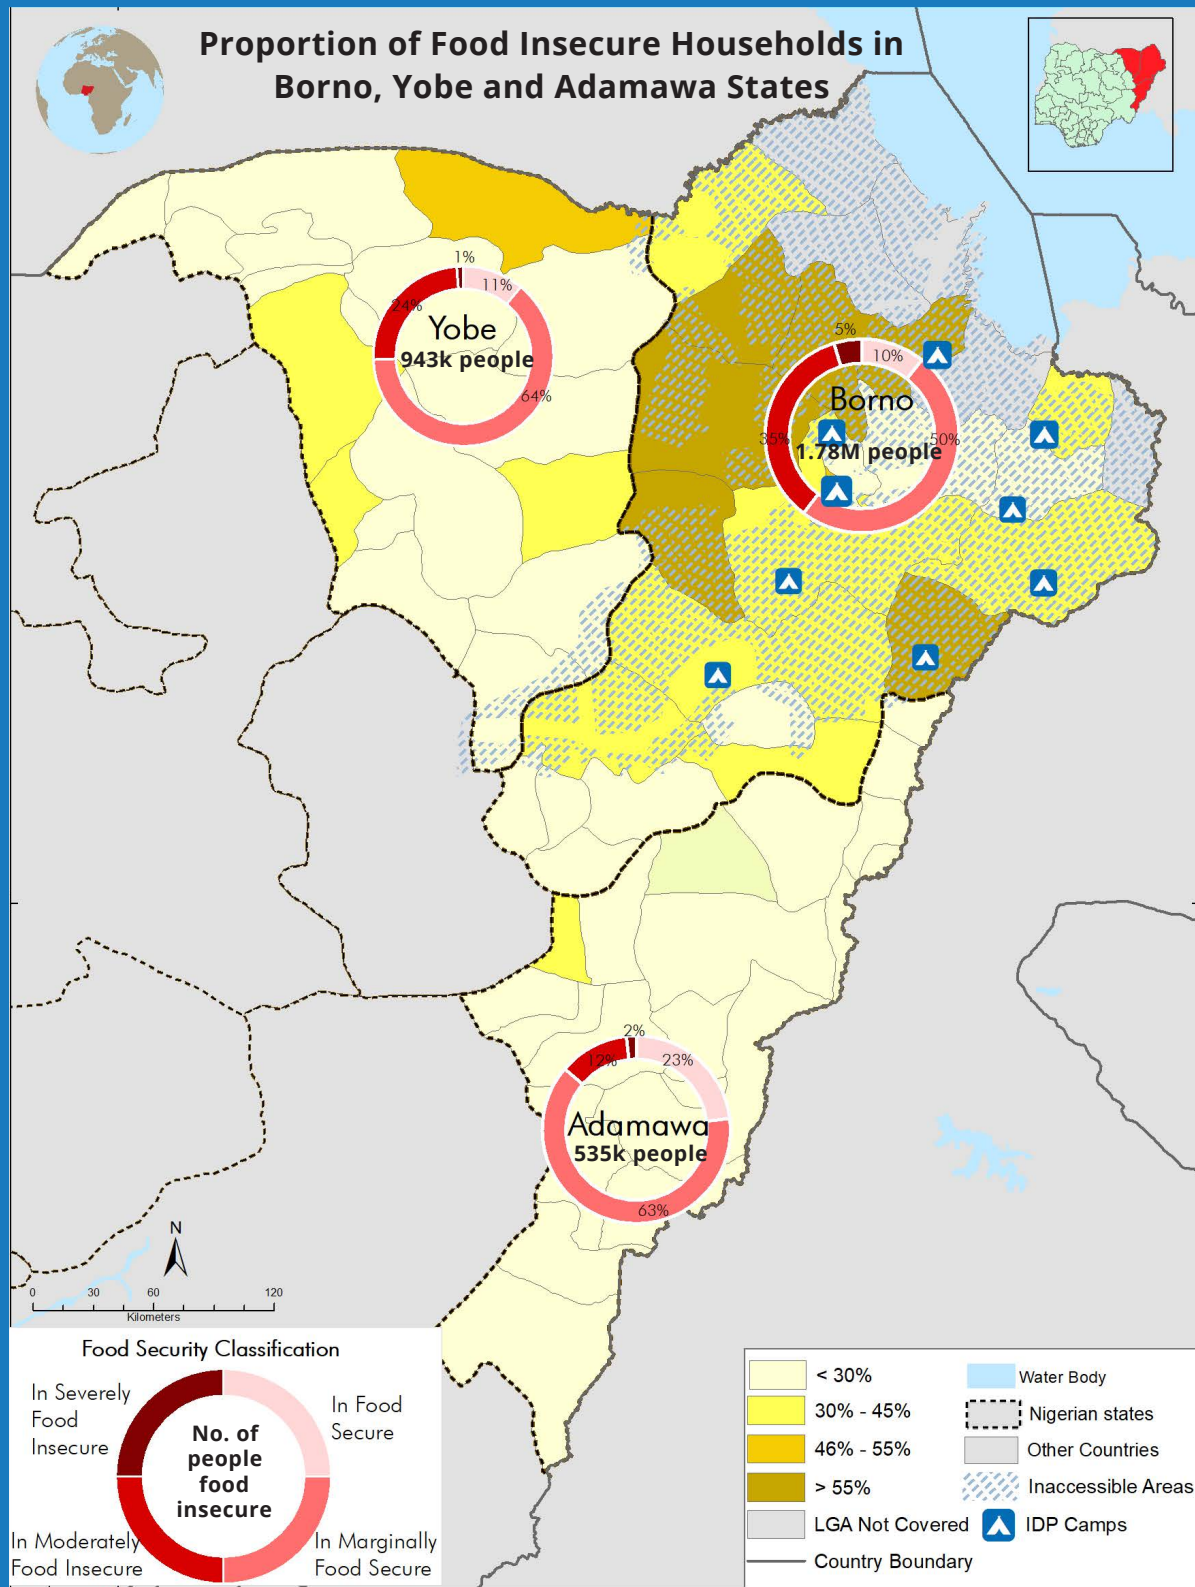 Proportion of Food Insecure Households in
Borno, Yobe and Adamawa States
1%
11%
24%
Yobe
943k people
64%
5%
10%
Borno
35%
50%
1.78M people
2%
12%
23%
Adamawa
535k people
63%
N
0 30 60 120
Kilometers
Food Security Classification
In Severely
Food
Insecure
In Food
Secure
No. of
people
food
insecure
In Moderately
Food Insecure
In Marginally
Food Secure
< 30%
30% - 45%
46% - 55%
> 55%
LGA Not Covered
Country Boundary
Water Body
Nigerian states
Other Countries
Inaccessible Areas
IDP Camps